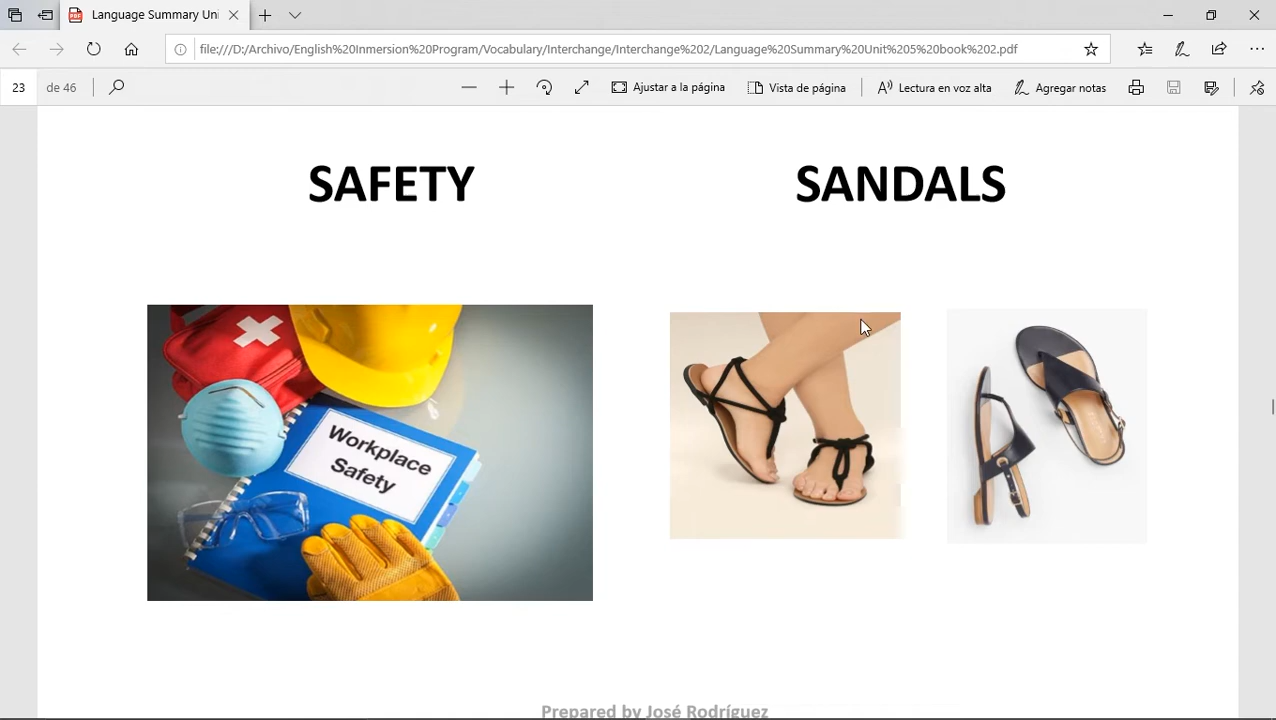 Language Summary Uni
file:///D:/Archivo/English%20Inmersion%20Program/Vocabulary/Interchange/Interchange%202/Language%20Summary%20Unit%205%20book%202.pdf
23 de 46
Ajustar a la página
Vista de página
Lectura en voz alta
Agregar notas
SAFETY
SANDALS
Workplace
Safety
Prepared by José Rodríguez